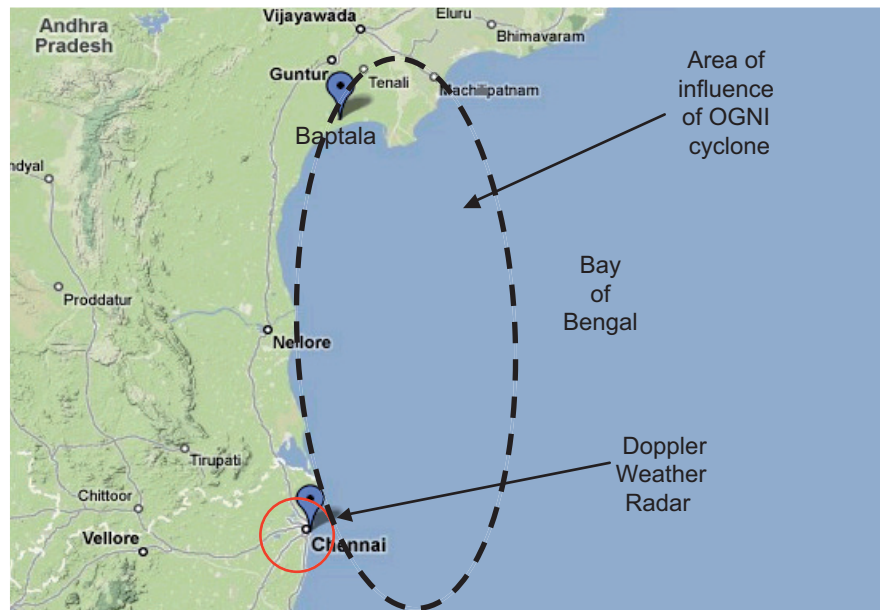 Andhra
Pradesh
Vijayawada
Eluru
Bhimavaram
Guntur
Tenali
Machilipatnam
Baptala
Area of
influence
of OGNI
cyclone
ndyal
Bay
of
Bengal
Proddatur
Nellore
Tirupati
Doppler
Weather
Radar
Chittoor
Vellore
Chennai